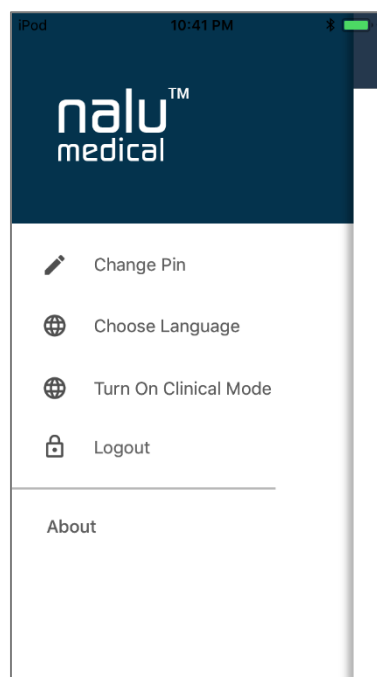 iPod 10:41 PM
nalu™
medical
Change Pin
Choose Language
Turn On Clinical Mode
Logout
About